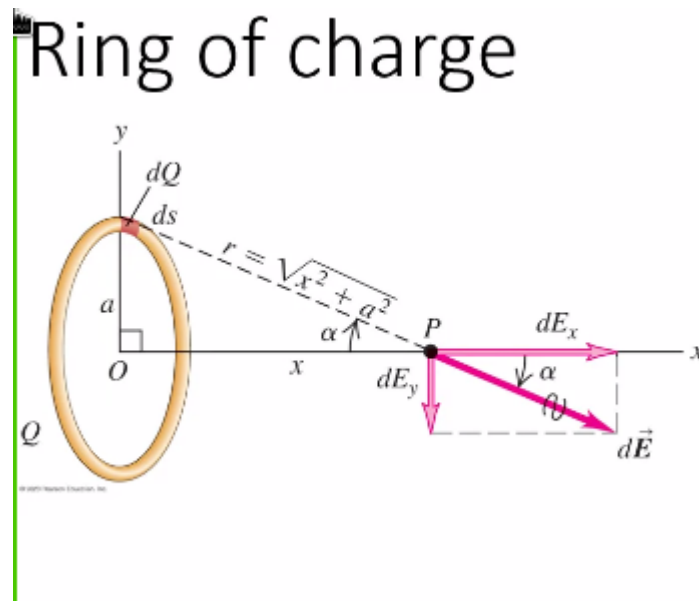 Ring of charge
y
dQ
ds
r = √x² + a²
a
α
P
dEₓ
x
O
x
dE_y
α
Q
dE⃗